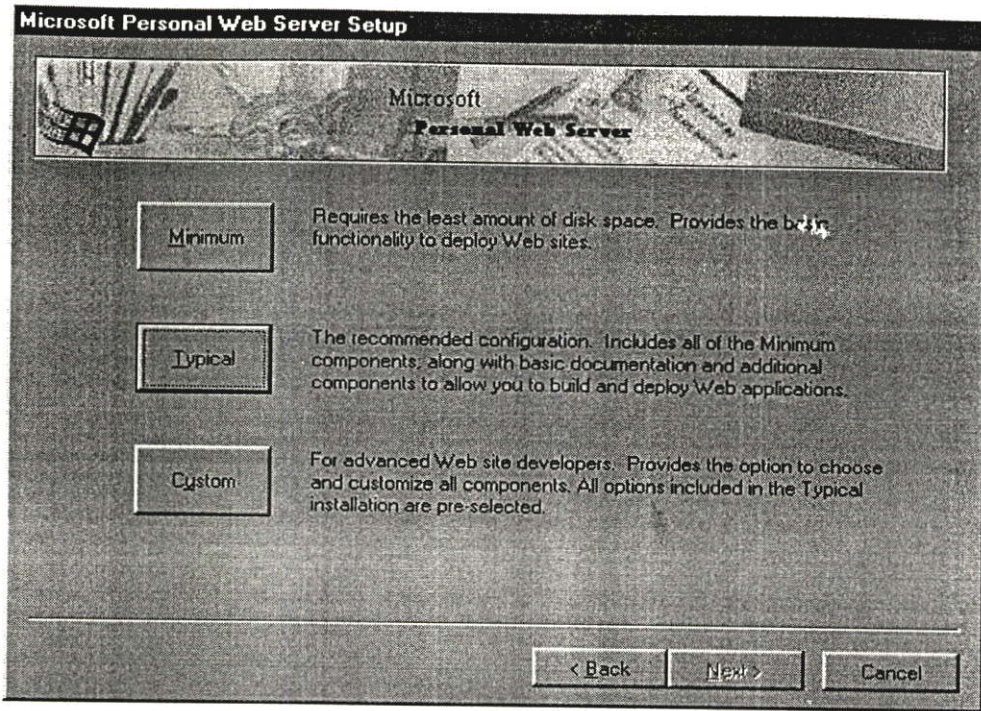 Microsoft Personal Web Server Setup
Microsoft
Personal Web Server
Minimum
Requires the least amount of disk space. Provides the basic
functionality to deploy Web sites.
Typical
The recommended configuration. Includes all of the Minimum
components, along with basic documentation and additional
components to allow you to build and deploy Web applications.
Custom
For advanced Web site developers. Provides the option to choose
and customize all components. All options included in the Typical
installation are pre-selected.
< Back
Next >
Cancel